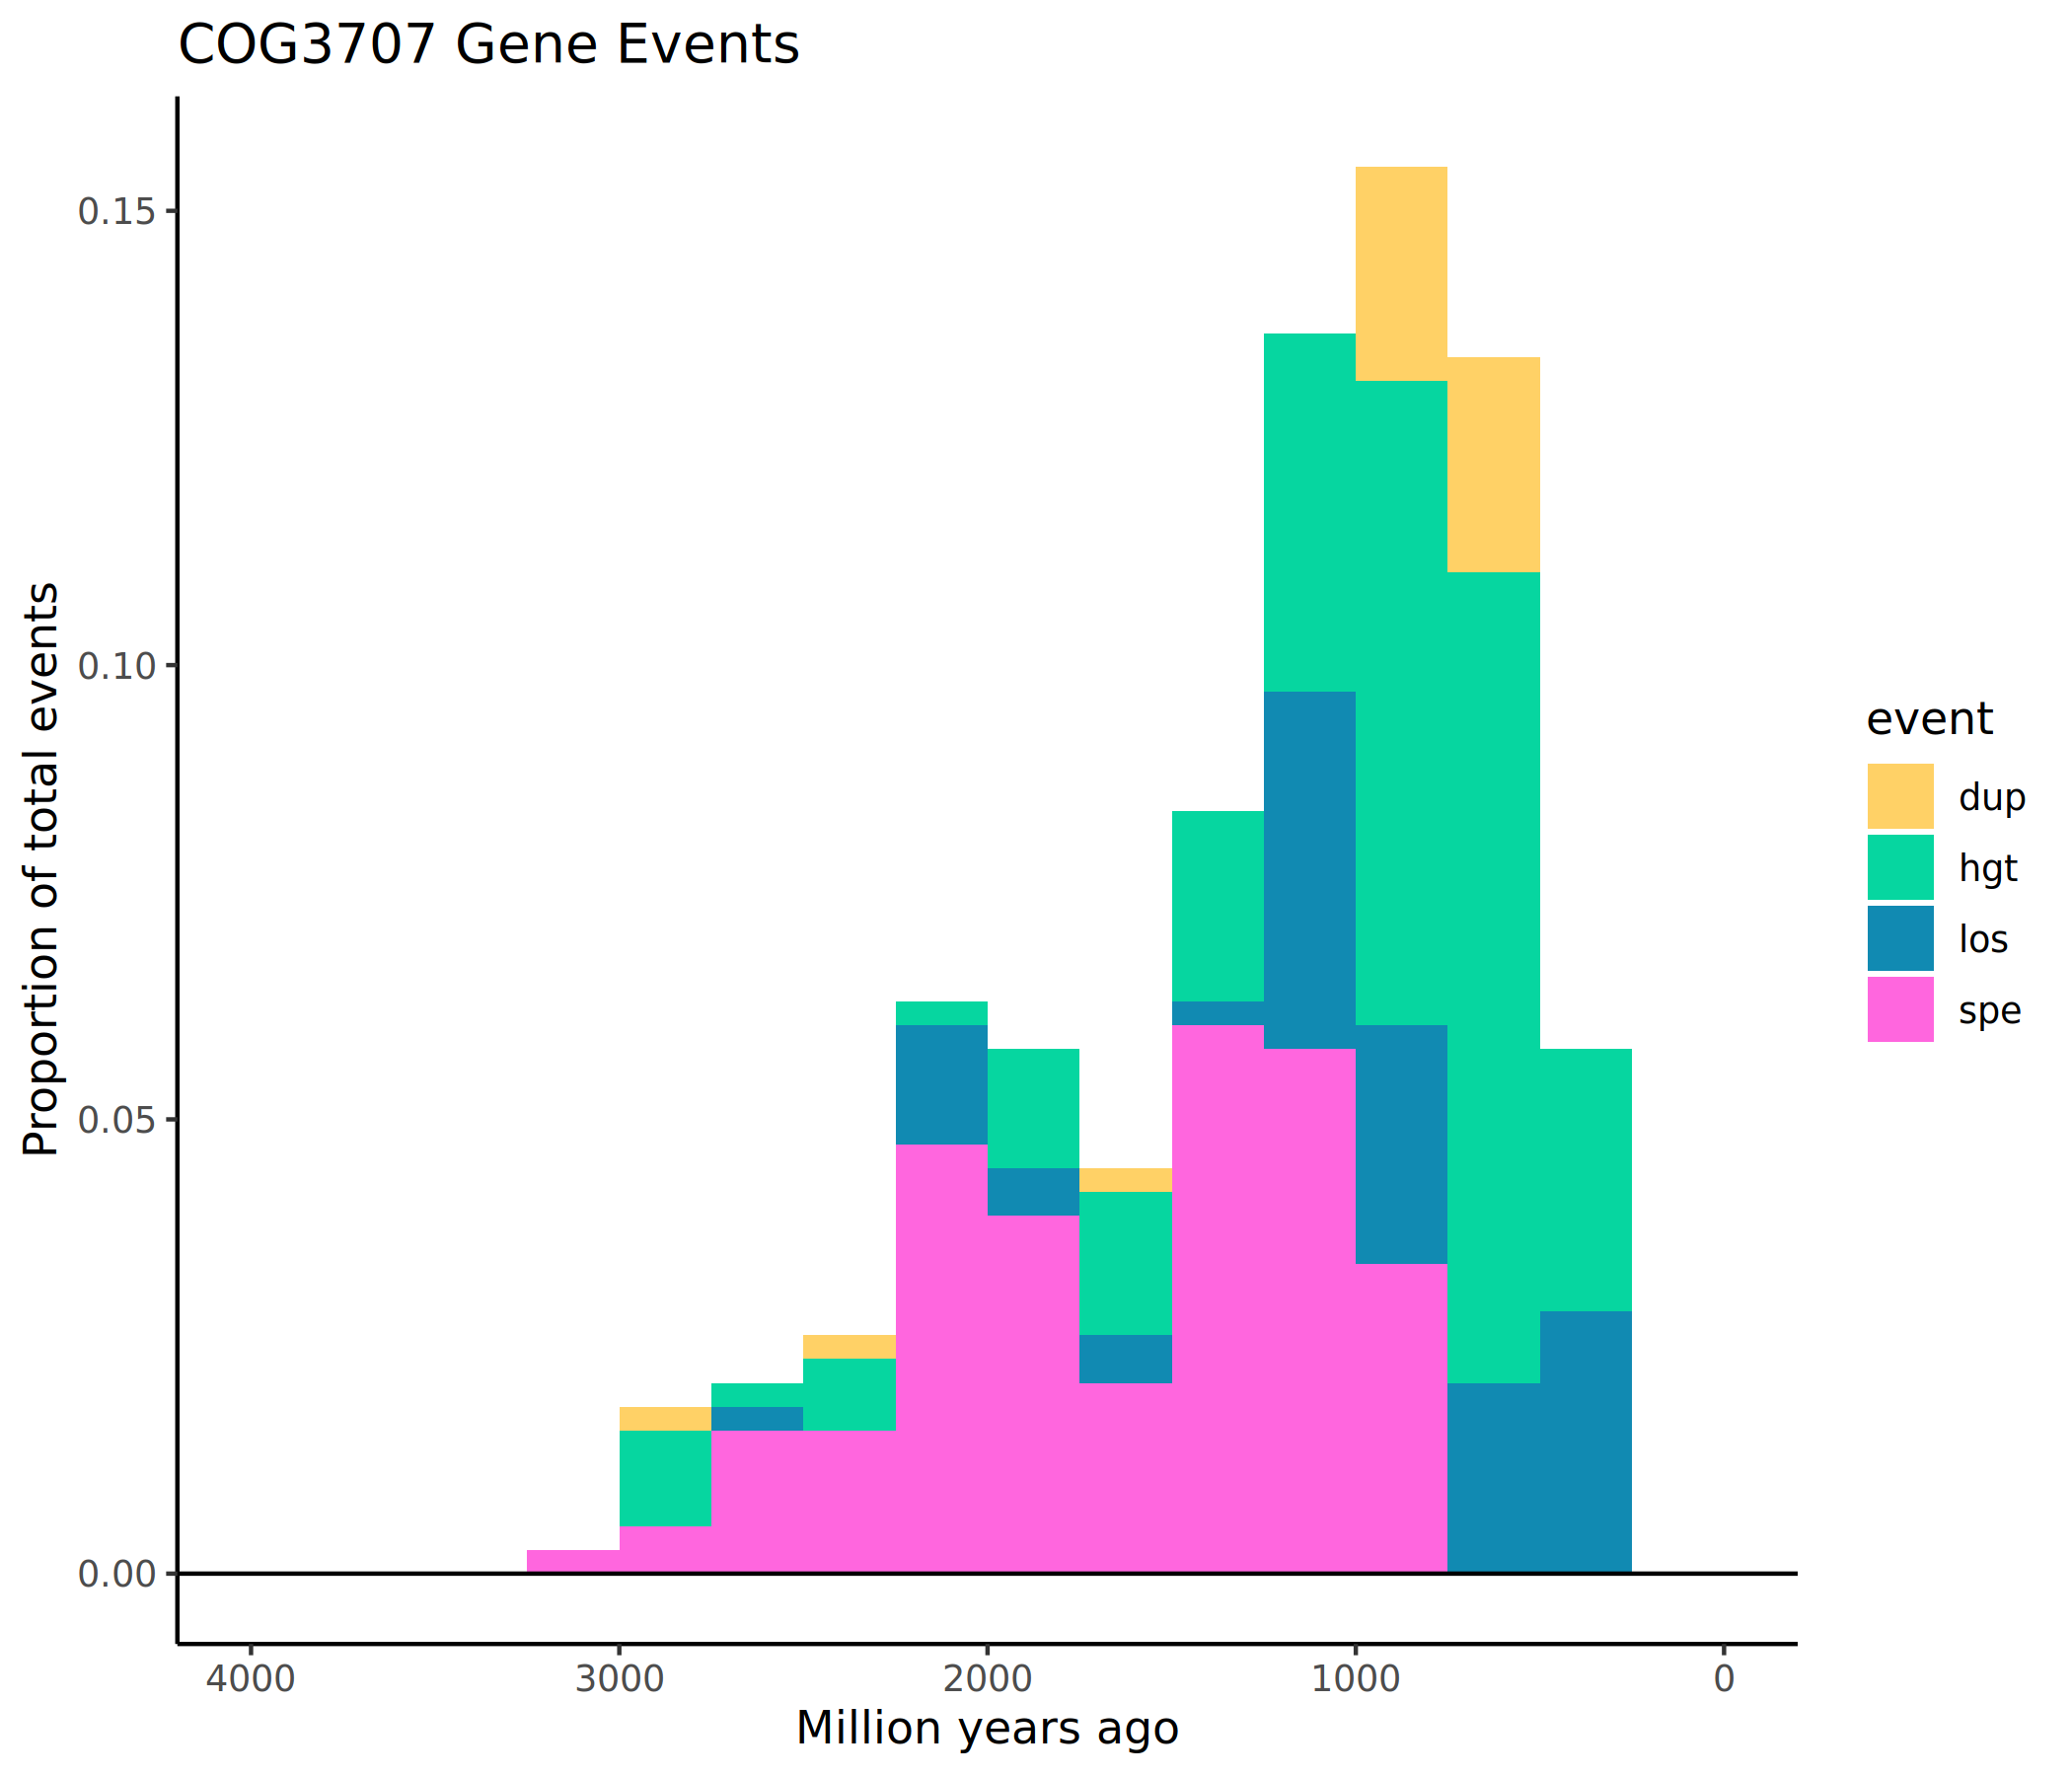 COG3707 Gene Events
Proportion of total events
0.15
0.10
0.05
0.00
4000 3000 2000 1000 0
Million years ago
event
dup
hgt
los
spe